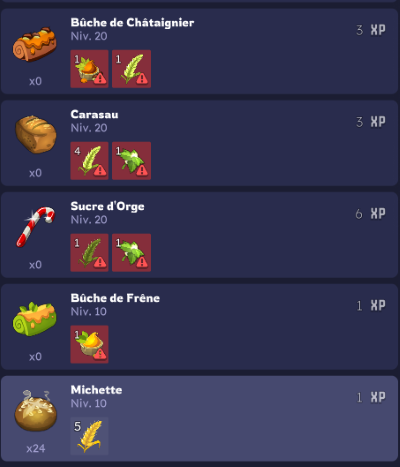 Bûche de Châtaignier
3 XP
Niv. 20
1 1
x0
Carasau
3 XP
Niv. 20
4 1
x0
Sucre d'Orge
6 XP
Niv. 20
1 1
x0
Bûche de Frêne
1 XP
Niv. 10
1
x0
Michette
1 XP
Niv. 10
5
x24